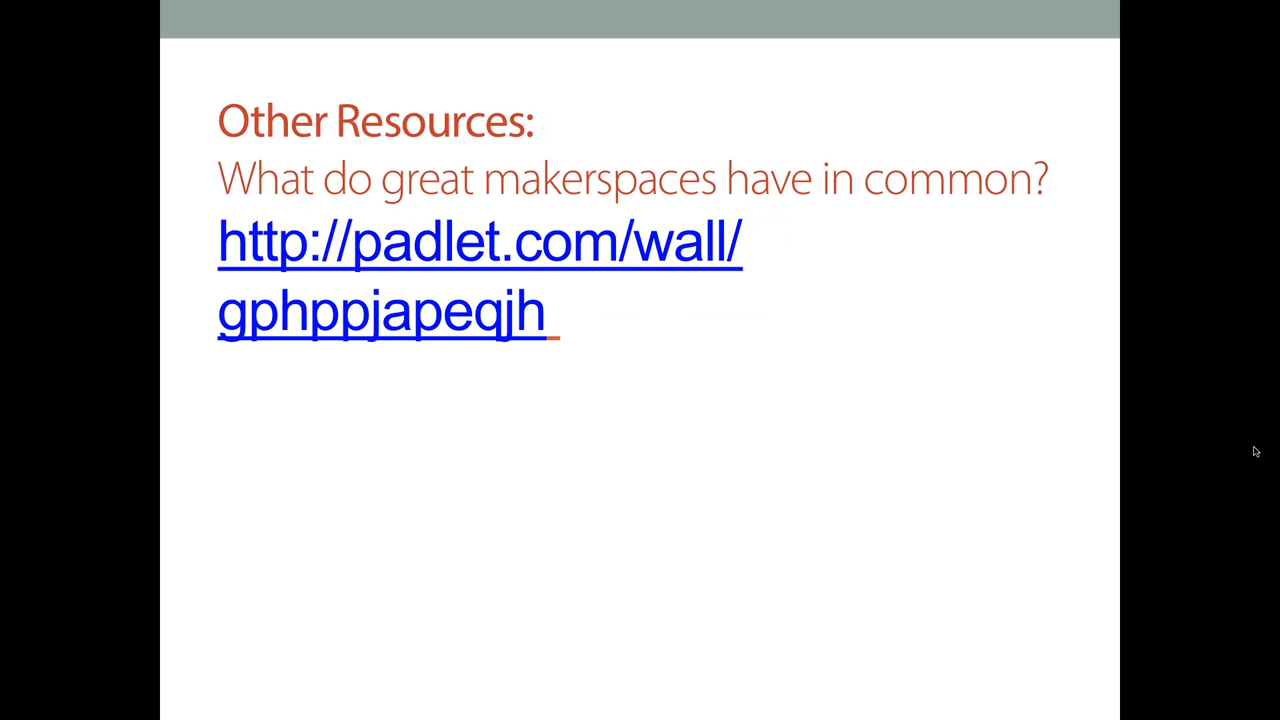 Other Resources:
What do great makerspaces have in common?
http://padlet.com/wall/
gphppjapeqjh